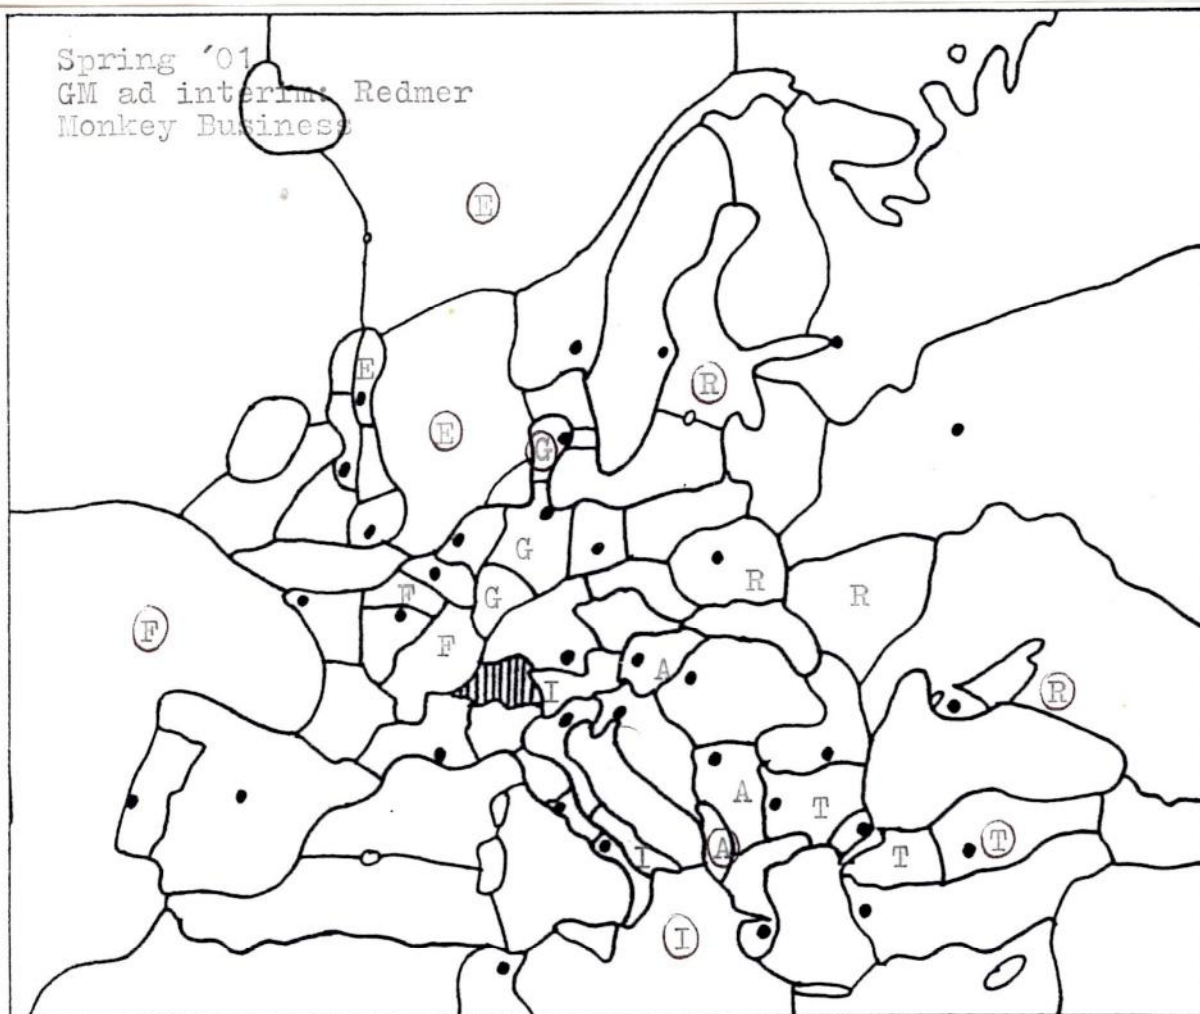 Spring '01
GM ad interim: Redmer
Monkey Business
E
E
R
E
G
G
R
F
G
R
F
F
A
I
R
A
T
T
A
T
I
I